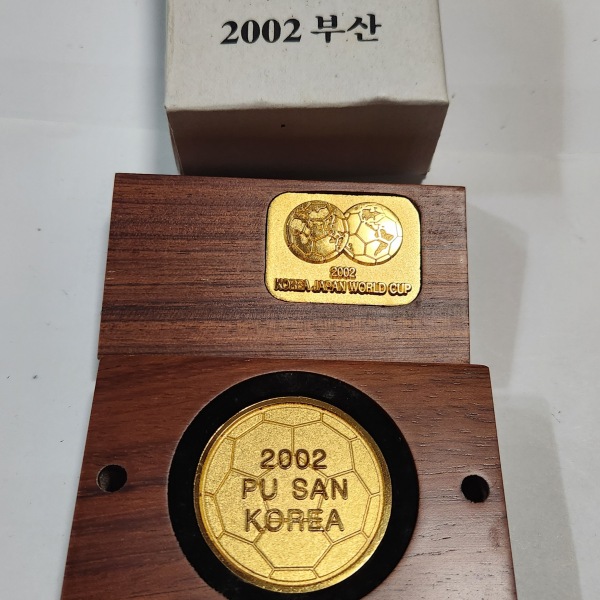 2002 부산
2002
KOREA JAPAN WORLD CUP
2002
PU SAN
KOREA